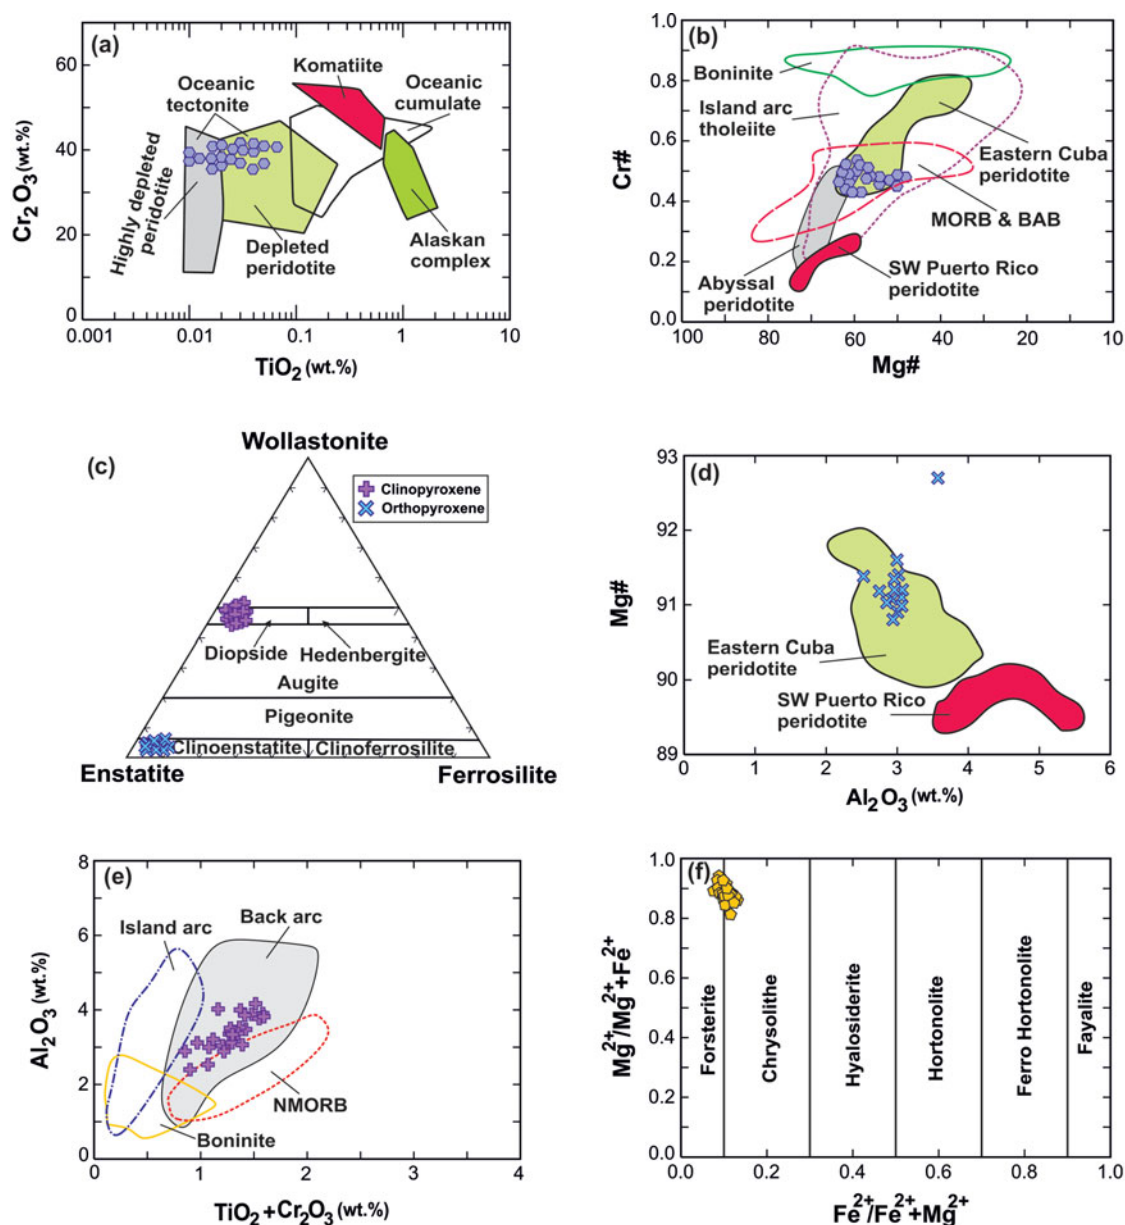 (a)
Oceanic
tectonite
Komatiite
Oceanic
cumulate
Highly depleted
peridotite
Depleted
peridotite
Alaskan
complex
Cr2O3 (wt.%)
60
40
20
0
0.001
0.01
0.1
1
10
TiO2 (wt.%)
(b)
Boninite
Island arc
tholeiite
Eastern Cuba
peridotite
MORB & BAB
SW Puerto Rico
peridotite
Abyssal
peridotite
Cr#
1.0
0.8
0.6
0.4
0.2
0.0
100
80
60
40
20
10
Mg#
(c)
Wollastonite
Clinopyroxene
Orthopyroxene
Diopside
Hedenbergite
Augite
Pigeonite
Clinoenstatite
Clinoferrosilite
Enstatite
Ferrosilite
(d)
Eastern Cuba
peridotite
SW Puerto Rico
peridotite
Mg#
93
92
91
90
89
0
1
2
3
4
5
6
Al2O3 (wt.%)
(e)
Island arc
Back arc
NMORB
Boninite
Al2O3 (wt.%)
8
6
4
2
0
0
1
2
3
4
TiO2+Cr2O3 (wt.%)
(f)
Forsterite
Chrysolithe
Hyalosiderite
Hortonolite
Ferro Hortonolite
Fayalite
Mg2+/Mg2++Fe2+
1.0
0.8
0.6
0.4
0.2
0.0
0.0
0.2
0.4
0.6
0.8
1.0
Fe2+/Fe2++Mg2+